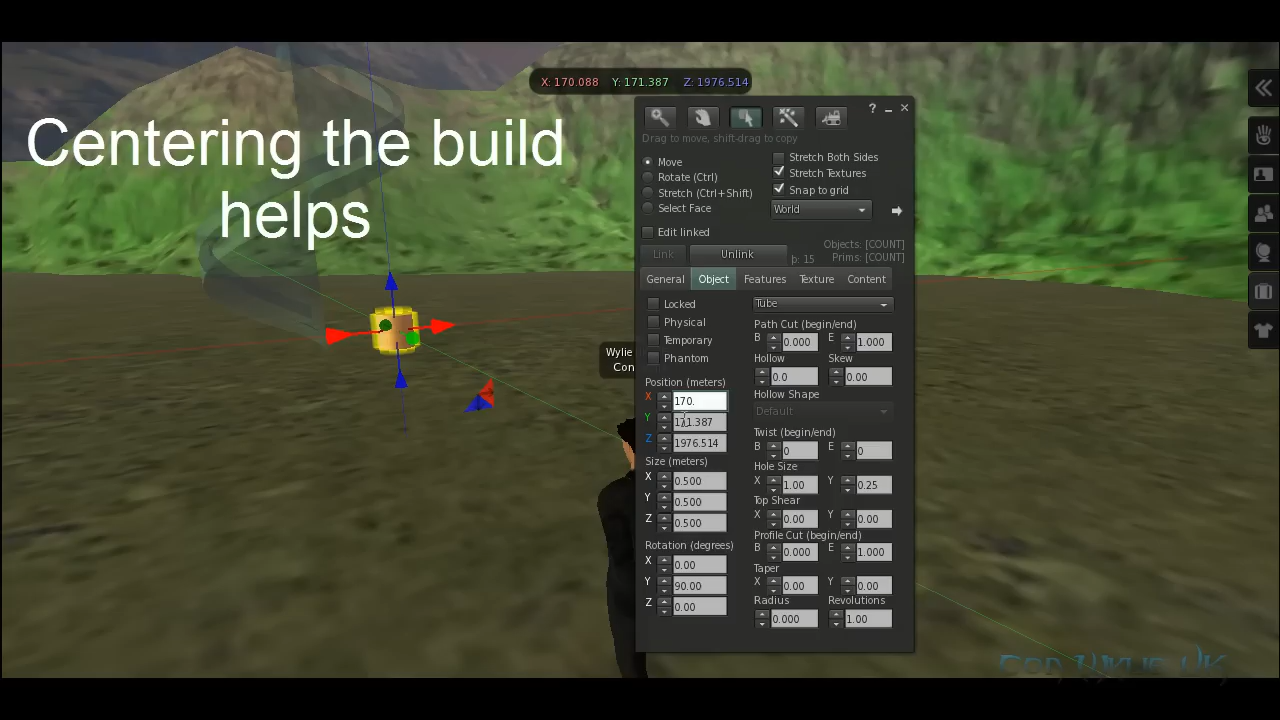 X: 170.088 Y: 171.387 Z: 1976.514
Centering the build
helps
? _ ×
Drag to move, shift-drag to copy
Move
Rotate (Ctrl)
Stretch (Ctrl+Shift)
Select Face
Stretch Both Sides
Stretch Textures
Snap to grid
World
Edit linked
Link Unlink
Objects: [COUNT]
þ: 15 Prims: [COUNT]
General Object Features Texture Content
Locked
Physical
Temporary
Phantom
Wylie
Con
Position (meters)
X 170.
Y 171.387
Z 1976.514
Size (meters)
X 0.500
Y 0.500
Z 0.500
Rotation (degrees)
X 0.00
Y 90.00
Z 0.00
Tube
Path Cut (begin/end)
B 0.000 E 1.000
Hollow Skew
0.0 0.00
Hollow Shape
Default
Twist (begin/end)
B 0 E 0
Hole Size
X 1.00 Y 0.25
Top Shear
X 0.00 Y 0.00
Profile Cut (begin/end)
B 0.000 E 1.000
Taper
X 0.00 Y 0.00
Radius Revolutions
0.000 1.00